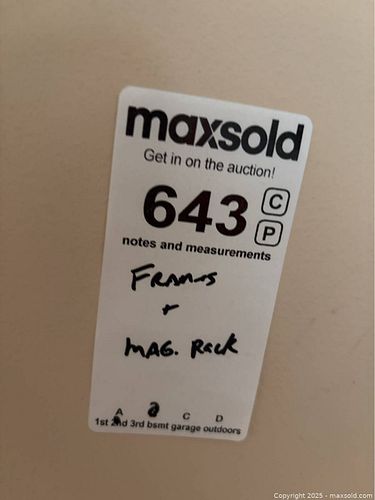 maxsold
Get in on the auction!
643 C
P
notes and measurements
Frames
+
MAG. Rack
A C D
1st 2nd 3rd bsmt garage outdoors
Copyright 2025 - maxsold.com